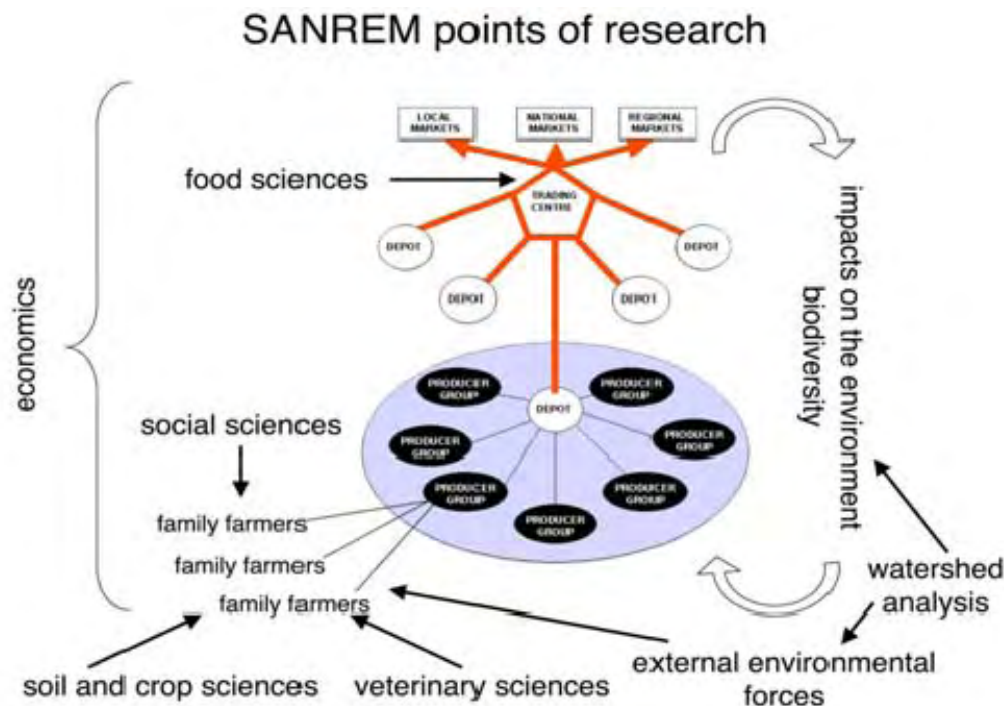 SANREM points of research
LOCAL
MARKETS
NATIONAL
MARKETS
REGIONAL
MARKETS
food sciences
TRADING
CENTRE
DEPOT
DEPOT
DEPOT
DEPOT
impacts on the environment
biodiversity
economics
PRODUCER
GROUP
PRODUCER
GROUP
DEPOT
social sciences
PRODUCER
GROUP
PRODUCER
GROUP
PRODUCER
GROUP
PRODUCER
GROUP
PRODUCER
GROUP
family farmers
family farmers
family farmers
watershed
analysis
external environmental
forces
soil and crop sciences
veterinary sciences